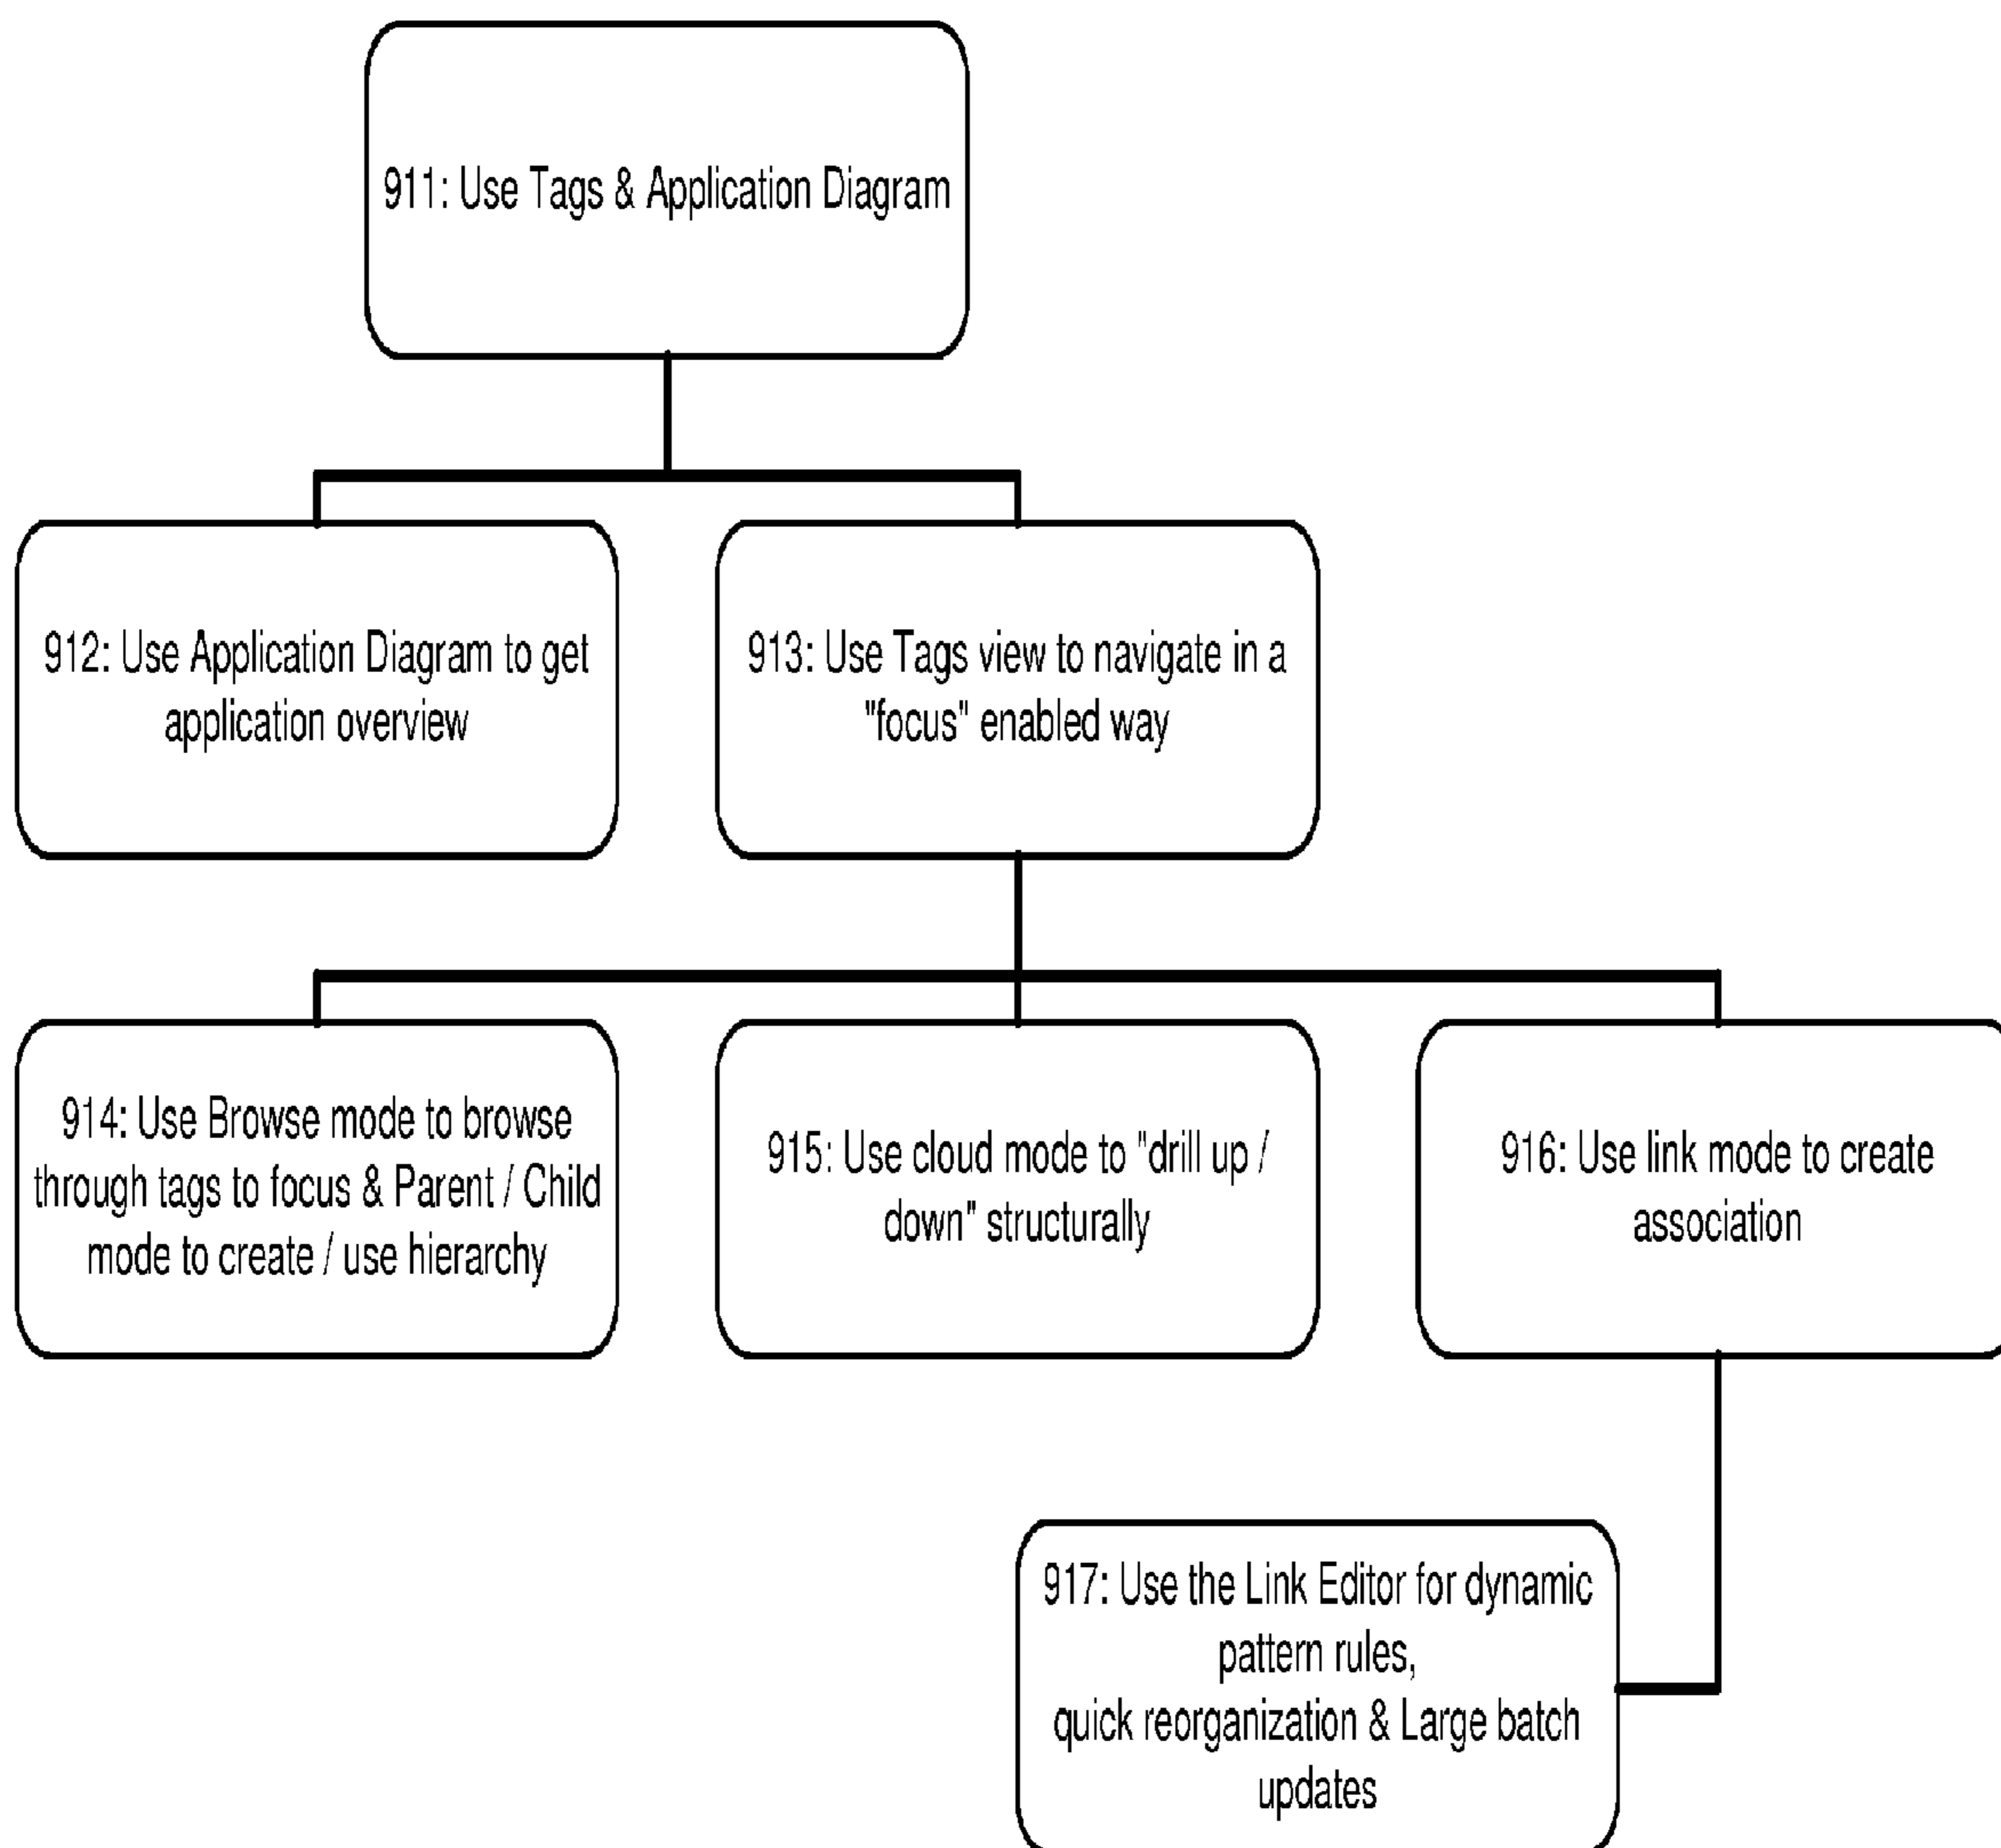 911: Use Tags & Application Diagram
912: Use Application Diagram to get
application overview
913: Use Tags view to navigate in a
"focus" enabled way
914: Use Browse mode to browse
through tags to focus & Parent / Child
mode to create / use hierarchy
915: Use cloud mode to "drill up /
down" structurally
916: Use link mode to create
association
917: Use the Link Editor for dynamic
pattern rules,
quick reorganization & Large batch
updates